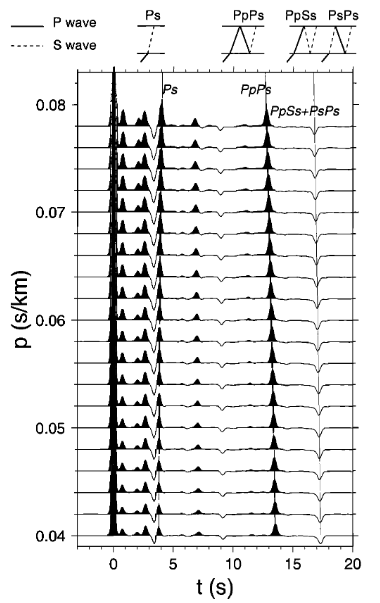 P wave
S wave
Ps PpPs PpSs PsPs
Ps PpPs
PpSs+PsPs
0.08
0.07
0.06
0.05
0.04
p (s/km)
0 5 10 15 20
t (s)